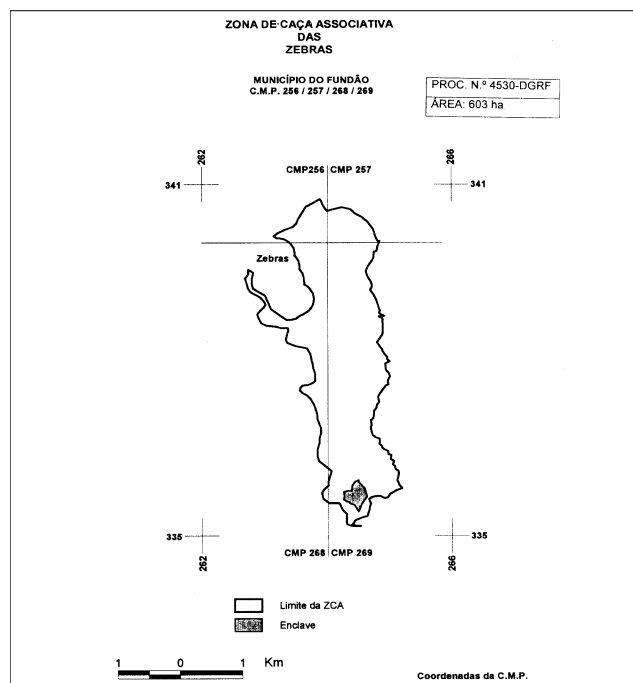 ZONA DE CAÇA ASSOCIATIVA
DAS
ZEBRAS
MUNICÍPIO DO FUNDÃO
C.M.P. 256 / 257 / 268 / 269
PROC. N.º 4530-DGRF
ÁREA: 603 ha
262
266
341
CMP256
CMP 257
341
Zebras
335
335
262
CMP 268
CMP 269
266
Limite da ZCA
Enclave
1 0 1 Km
Coordenadas da C.M.P.